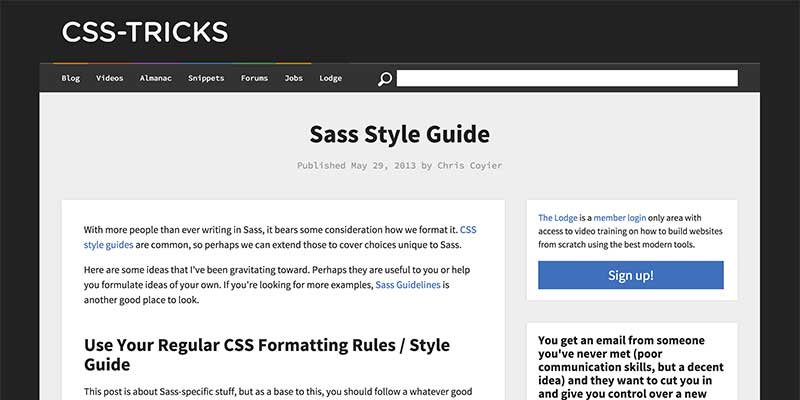 CSS-TRICKS
Blog Videos Almanac Snippets Forums Jobs Lodge
Sass Style Guide
Published May 29, 2013 by Chris Coyier
With more people than ever writing in Sass, it bears some consideration how we format it. CSS
style guides are common, so perhaps we can extend those to cover choices unique to Sass.
Here are some ideas that I've been gravitating toward. Perhaps they are useful to you or help
you formulate ideas of your own. If you're looking for more examples, Sass Guidelines is
another good place to look.
Use Your Regular CSS Formatting Rules / Style
Guide
This post is about Sass-specific stuff, but as a base to this, you should follow a whatever good
The Lodge is a member login only area with
access to video training on how to build websites
from scratch using the best modern tools.
Sign up!
You get an email from someone
you've never met (poor
communication skills, but a decent
idea) and they want to cut you in
and give you control over a new